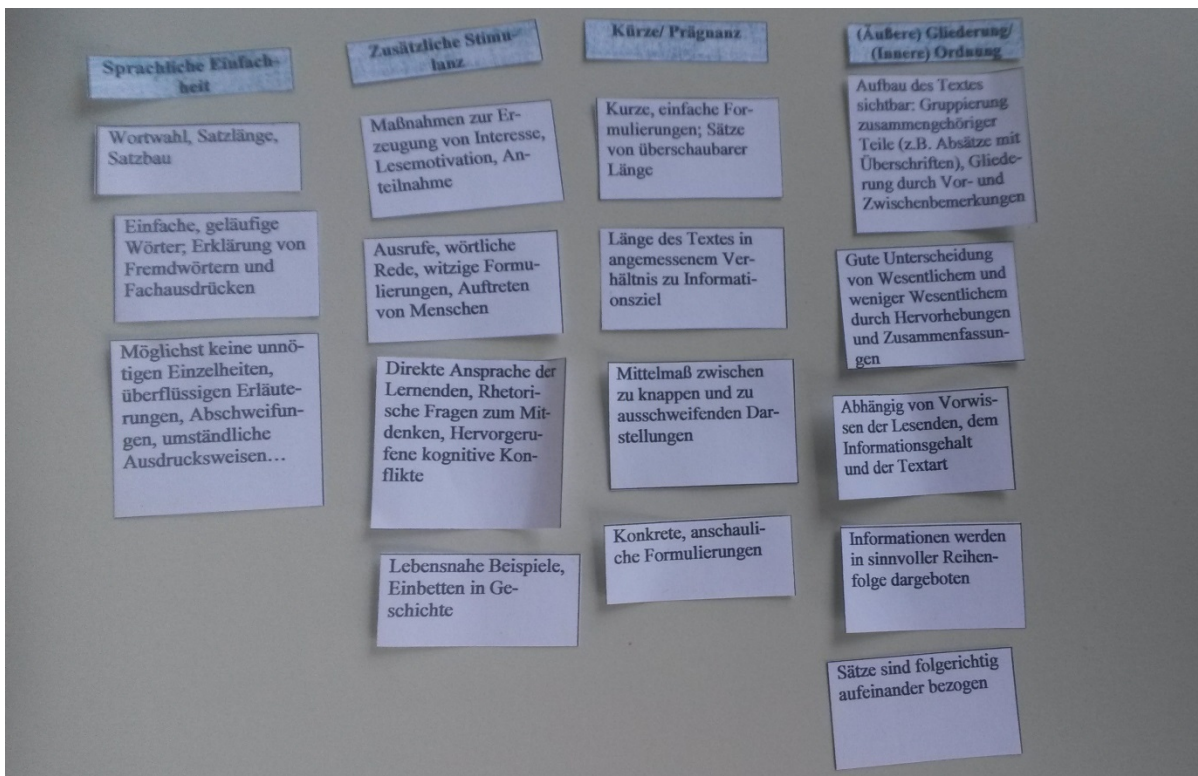 Sprachliche Einfach-
heit
Wortwahl, Satzlänge,
Satzbau
Einfache, geläufige
Wörter; Erklärung von
Fremdwörtern und
Fachausdrücken
Möglichst keine unnö-
tigen Einzelheiten,
überflüssigen Erläute-
rungen, Abschweifun-
gen, umständliche
Ausdrucksweisen…
Zusätzliche Stimu-
lanz
Maßnahmen zur Er-
zeugung von Interesse,
Lesemotivation, An-
teilnahme
Ausrufe, wörtliche
Rede, witzige Formu-
lierungen, Auftreten
von Menschen
Direkte Ansprache der
Lernenden, Rhetori-
sche Fragen zum Mit-
denken, Hervorgeru-
fene kognitive Kon-
flikte
Lebensnahe Beispiele,
Einbetten in Ge-
schichte
Kürze/ Prägnanz
Kurze, einfache For-
mulierungen; Sätze
von überschaubarer
Länge
Länge des Textes in
angemessenem Ver-
hältnis zu Informati-
onsziel
Mittelmaß zwischen
zu knappen und zu
ausschweifenden Dar-
stellungen
Konkrete, anschauli-
che Formulierungen
(Äußere) Gliederung/
(Innere) Ordnung
Aufbau des Textes
sichtbar: Gruppierung
zusammengehöriger
Teile (z.B. Absätze mit
Überschriften), Gliede-
rung durch Vor- und
Zwischenbemerkungen
Gute Unterscheidung
von Wesentlichem und
weniger Wesentlichem
durch Hervorhebungen
und Zusammenfassun-
gen
Abhängig von Vorwis-
sen der Lesenden, dem
Informationsgehalt
und der Textart
Informationen werden
in sinnvoller Reihen-
folge dargeboten
Sätze sind folgerichtig
aufeinander bezogen